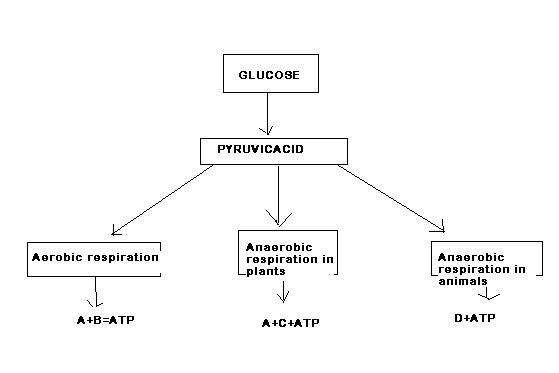 GLUCOSE
PYRUVICACID
Aerobic respiration
Anaerobic
respiration in
plants
Anaerobic
respiration in
animals
A+B=ATP
A+C+ATP
D+ATP